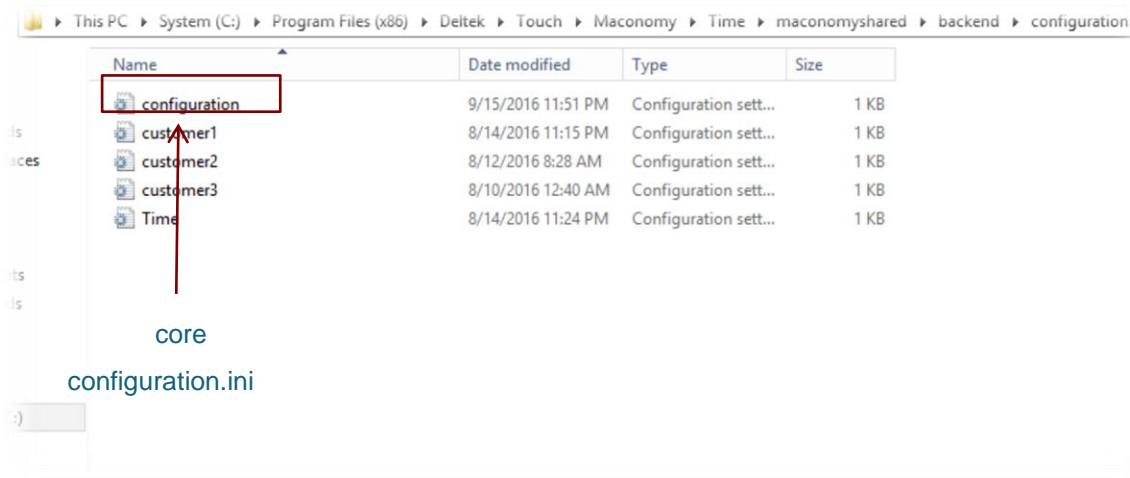 This PC ▸ System (C:) ▸ Program Files (x86) ▸ Deltek ▸ Touch ▸ Maconomy ▸ Time ▸ maconomyshared ▸ backend ▸ configuration
Name Date modified Type Size
configuration 9/15/2016 11:51 PM Configuration sett... 1 KB
customer1 8/14/2016 11:15 PM Configuration sett... 1 KB
customer2 8/12/2016 8:28 AM Configuration sett... 1 KB
customer3 8/10/2016 12:40 AM Configuration sett... 1 KB
Time 8/14/2016 11:24 PM Configuration sett... 1 KB
core
configuration.ini